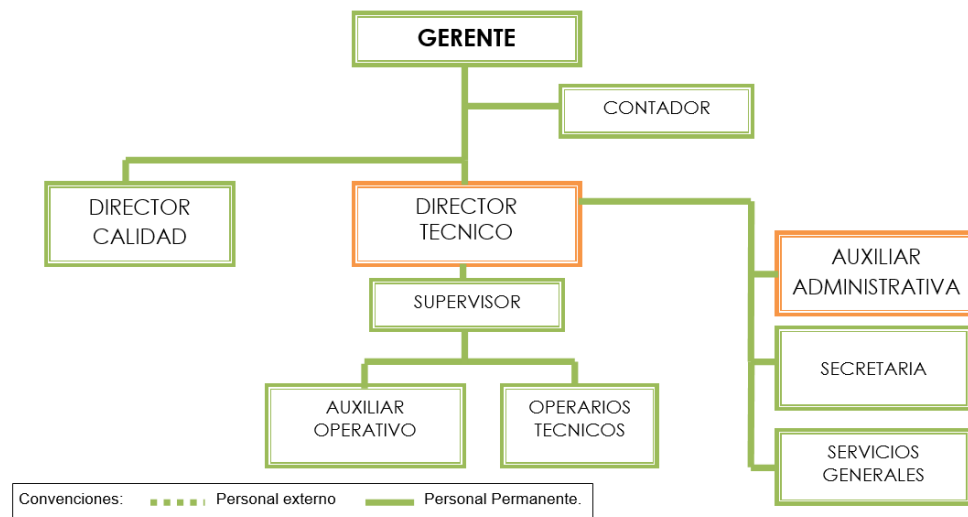 GERENTE
CONTADOR
DIRECTOR
CALIDAD
DIRECTOR
TECNICO
AUXILIAR
ADMINISTRATIVA
SUPERVISOR
SECRETARIA
AUXILIAR
OPERATIVO
OPERARIOS
TECNICOS
SERVICIOS
GENERALES
Convenciones: Personal externo Personal Permanente.